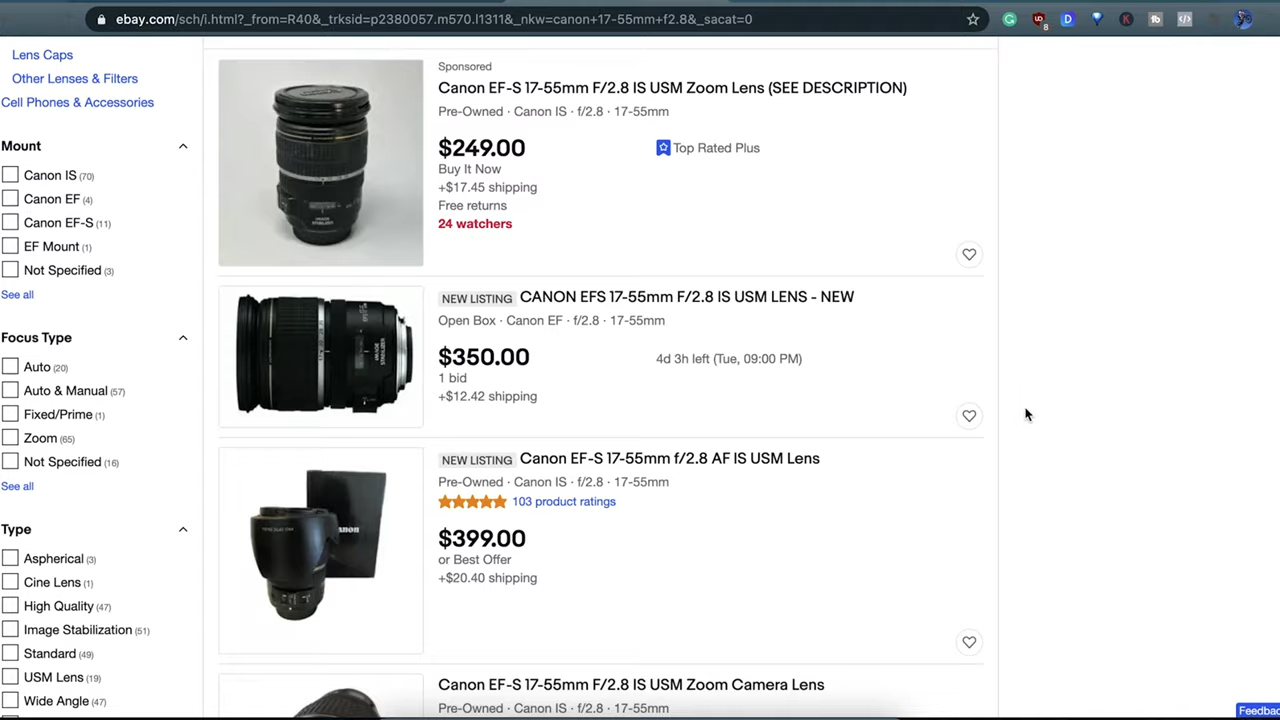 ebay.com/sch/i.html?_from=R40&_trksid=p2380057.m570.l1311&_nkw=canon+17-55mm+f2.8&_sacat=0
8
Lens Caps
Other Lenses & Filters
Cell Phones & Accessories
Mount
Canon IS (70)
Canon EF (4)
Canon EF-S (11)
EF Mount (1)
Not Specified (3)
See all
Focus Type
Auto (20)
Auto & Manual (57)
Fixed/Prime (1)
Zoom (65)
Not Specified (16)
See all
Type
Aspherical (3)
Cine Lens (1)
High Quality (47)
Image Stabilization (51)
Standard (49)
USM Lens (19)
Wide Angle (47)
Sponsored
Canon EF-S 17-55mm F/2.8 IS USM Zoom Lens (SEE DESCRIPTION)
Pre-Owned · Canon IS · f/2.8 · 17-55mm
$249.00
Top Rated Plus
Buy It Now
+$17.45 shipping
Free returns
24 watchers
NEW LISTING CANON EFS 17-55mm F/2.8 IS USM LENS - NEW
Open Box · Canon EF · f/2.8 · 17-55mm
$350.00
4d 3h left (Tue, 09:00 PM)
1 bid
+$12.42 shipping
NEW LISTING Canon EF-S 17-55mm f/2.8 AF IS USM Lens
Pre-Owned · Canon IS · f/2.8 · 17-55mm
103 product ratings
$399.00
or Best Offer
+$20.40 shipping
Canon EF-S 17-55mm F/2.8 IS USM Zoom Camera Lens
Pre-Owned · Canon IS · f/2.8 · 17-55mm